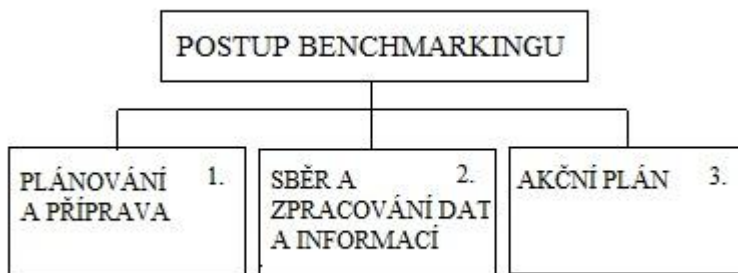 POSTUP BENCHMARKINGU
PLÁNOVÁNÍ 1.
A PŘÍPRAVA
SBĚR A 2.
ZPRACOVÁNÍ DAT
A INFORMACÍ
AKČNÍ PLÁN 3.